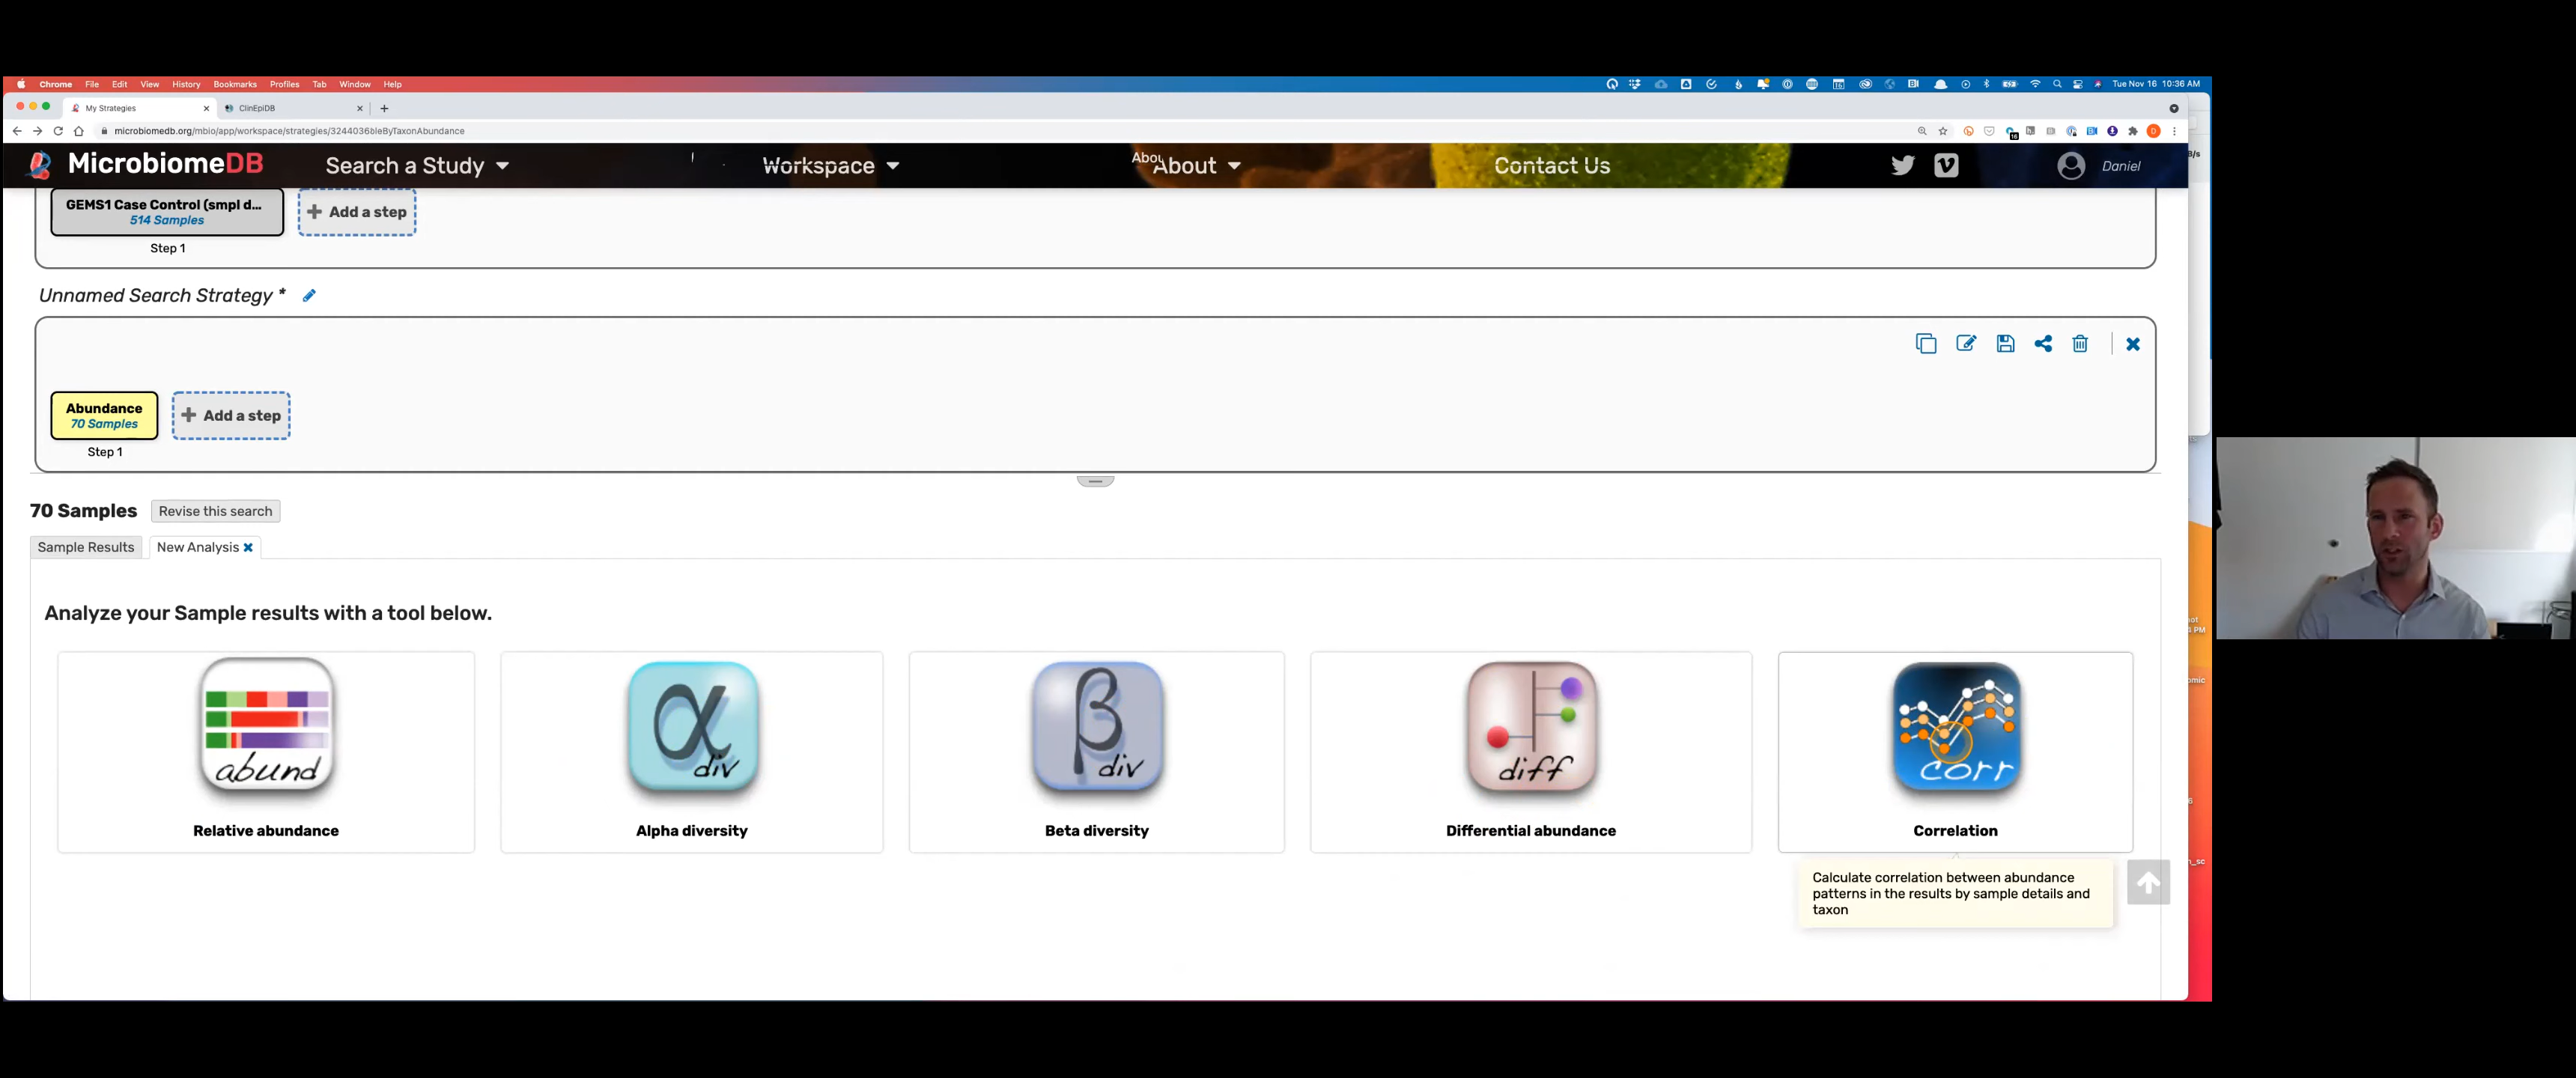 Chrome File Edit View History Bookmarks Profiles Tab Window Help
Tue Nov 16 10:36 AM
My Strategies
ClinEpiDB
microbiomedb.org/mbio/app/workspace/strategies/3244036bleByTaxonAbundance
MicrobiomeDB
Search a Study
Workspace
Abou
About
Contact Us
Daniel
B/s
GEMS1 Case Control (smpl d...
514 Samples
Add a step
Step 1
Unnamed Search Strategy *
Abundance
70 Samples
Add a step
Step 1
70 Samples
Revise this search
Sample Results
New Analysis
Analyze your Sample results with a tool below.
abund
α div
β div
diff
corr
Relative abundance
Alpha diversity
Beta diversity
Differential abundance
Correlation
Calculate correlation between abundance
patterns in the results by sample details and
taxon